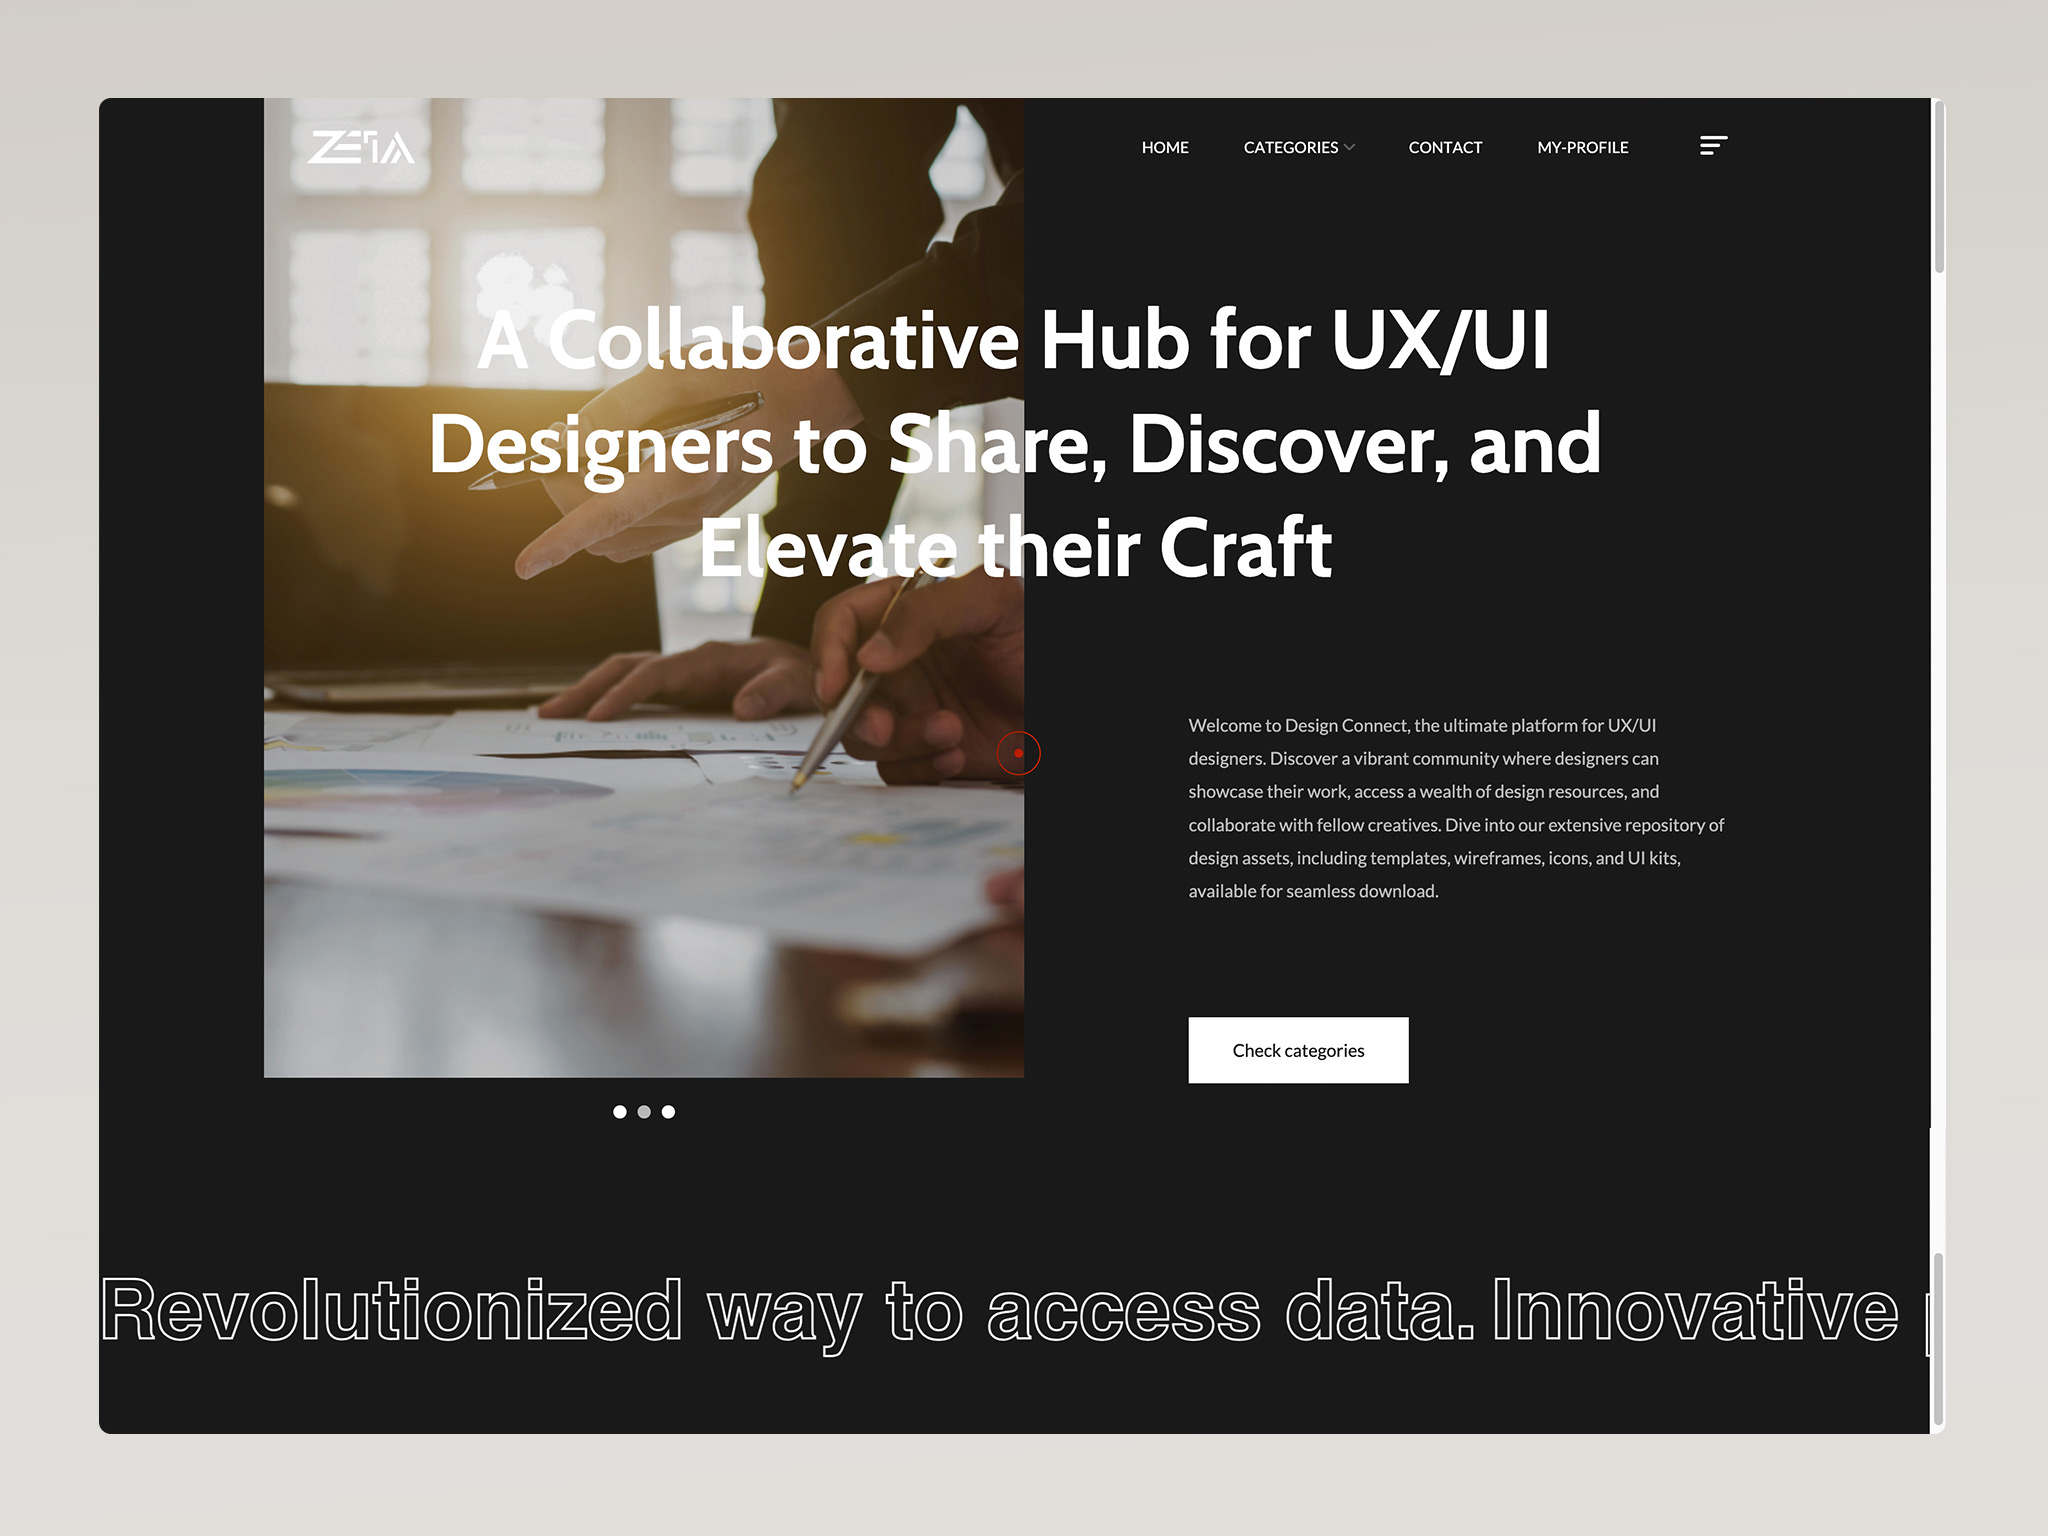 ZETA
HOME
CATEGORIES
CONTACT
MY-PROFILE
A Collaborative Hub for UX/UI
Designers to Share, Discover, and
Elevate their Craft
Welcome to Design Connect, the ultimate platform for UX/UI
designers. Discover a vibrant community where designers can
showcase their work, access a wealth of design resources, and
collaborate with fellow creatives. Dive into our extensive repository of
design assets, including templates, wireframes, icons, and UI kits,
available for seamless download.
Check categories
Revolutionized way to access data. Innovative